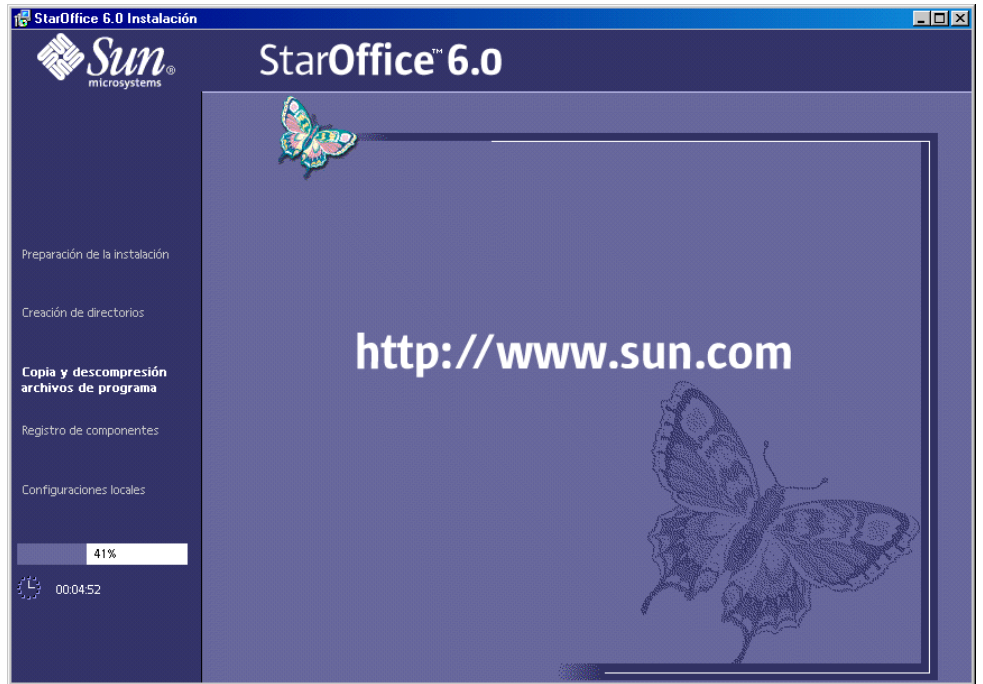 StarOffice 6.0 Instalación
Sun®
microsystems
StarOffice™ 6.0
Preparación de la instalación
Creación de directorios
Copia y descompresión
archivos de programa
Registro de componentes
Configuraciones locales
41%
00:04:52
http://www.sun.com